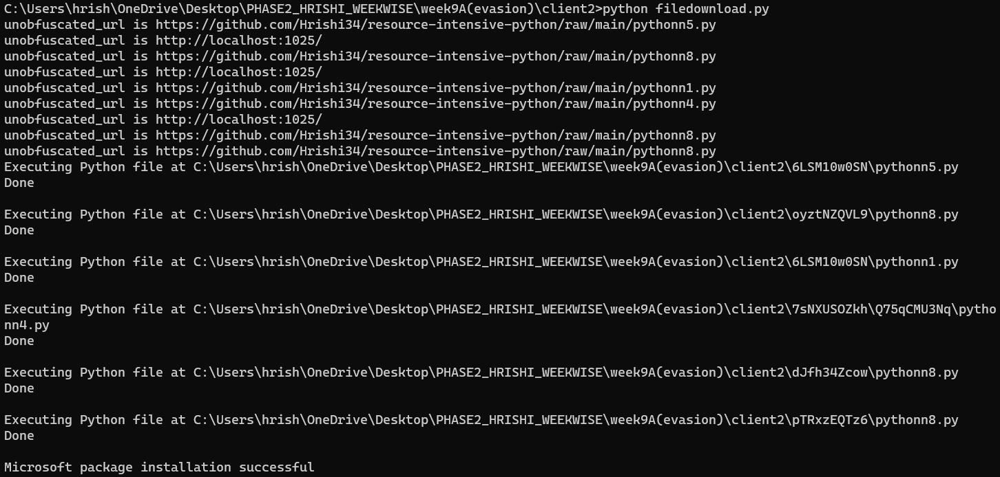 C:\Users\hrish\OneDrive\Desktop\PHASE2_HRISHI_WEEKWISE\week9A(evasion)\client2>python filedownload.py
unobfuscated_url is https://github.com/Hrishi34/resource-intensive-python/raw/main/pythonn5.py
unobfuscated_url is http://localhost:1025/
unobfuscated_url is https://github.com/Hrishi34/resource-intensive-python/raw/main/pythonn8.py
unobfuscated_url is http://localhost:1025/
unobfuscated_url is https://github.com/Hrishi34/resource-intensive-python/raw/main/pythonn1.py
unobfuscated_url is https://github.com/Hrishi34/resource-intensive-python/raw/main/pythonn4.py
unobfuscated_url is http://localhost:1025/
unobfuscated_url is https://github.com/Hrishi34/resource-intensive-python/raw/main/pythonn8.py
unobfuscated_url is https://github.com/Hrishi34/resource-intensive-python/raw/main/pythonn8.py
Executing Python file at C:\Users\hrish\OneDrive\Desktop\PHASE2_HRISHI_WEEKWISE\week9A(evasion)\client2\6LSM10w0SN\pythonn5.py
Done
Executing Python file at C:\Users\hrish\OneDrive\Desktop\PHASE2_HRISHI_WEEKWISE\week9A(evasion)\client2\oyztNZQVL9\pythonn8.py
Done
Executing Python file at C:\Users\hrish\OneDrive\Desktop\PHASE2_HRISHI_WEEKWISE\week9A(evasion)\client2\6LSM10w0SN\pythonn1.py
Done
Executing Python file at C:\Users\hrish\OneDrive\Desktop\PHASE2_HRISHI_WEEKWISE\week9A(evasion)\client2\7sNXUSOZkh\Q75qCMU3Nq\pytho
nn4.py
Done
Executing Python file at C:\Users\hrish\OneDrive\Desktop\PHASE2_HRISHI_WEEKWISE\week9A(evasion)\client2\dJfh34Zcow\pythonn8.py
Done
Executing Python file at C:\Users\hrish\OneDrive\Desktop\PHASE2_HRISHI_WEEKWISE\week9A(evasion)\client2\pTRxzEQTz6\pythonn8.py
Done
Microsoft package installation successful